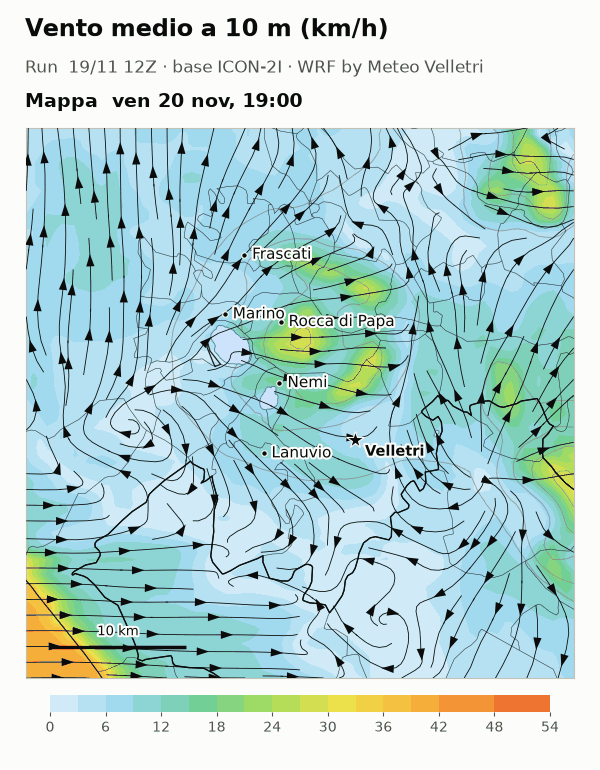 Vento medio a 10 m (km/h)
Run  19/11 12Z · base ICON-2I · WRF by Meteo Velletri
Mappa  ven 20 nov, 19:00
Frascati
Marino
Rocca di Papa
Nemi
Velletri
Lanuvio
10 km
0 6 12 18 24 30 36 42 48 54